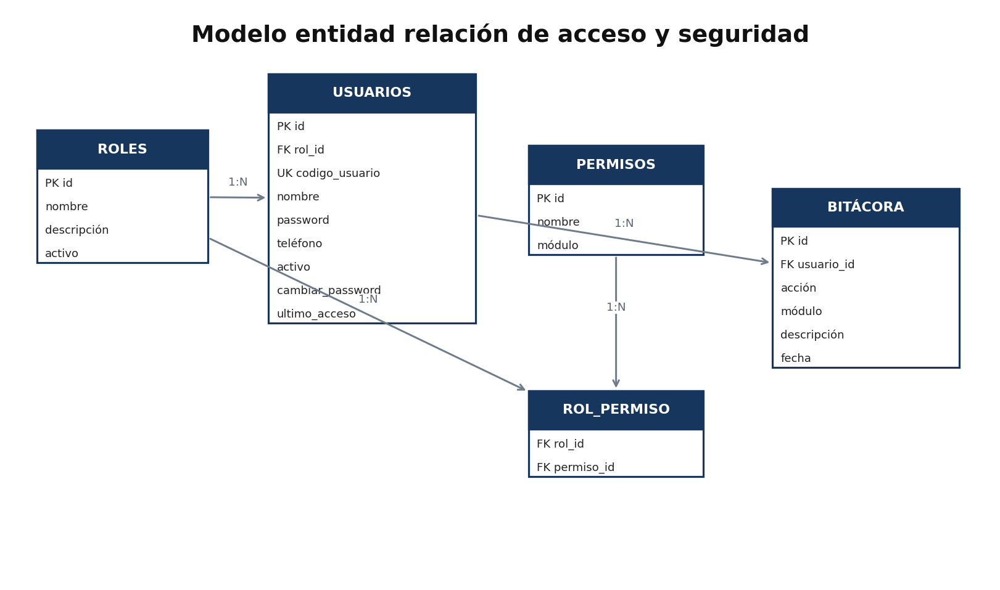 Modelo entidad relación de acceso y seguridad
ROLES
PK id
nombre
descripción
activo
1:N
USUARIOS
PK id
FK rol_id
UK codigo_usuario
nombre
password
teléfono
activo
cambiar_password
ultimo_acceso
1:N
PERMISOS
PK id
nombre
módulo
1:N
1:N
BITÁCORA
PK id
FK usuario_id
acción
módulo
descripción
fecha
ROL_PERMISO
FK rol_id
FK permiso_id